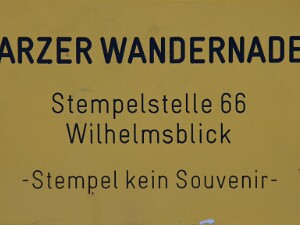 ARZER WANDERNADE
Stempelstelle 66
Wilhelmsblick
-Stempel kein Souvenir-